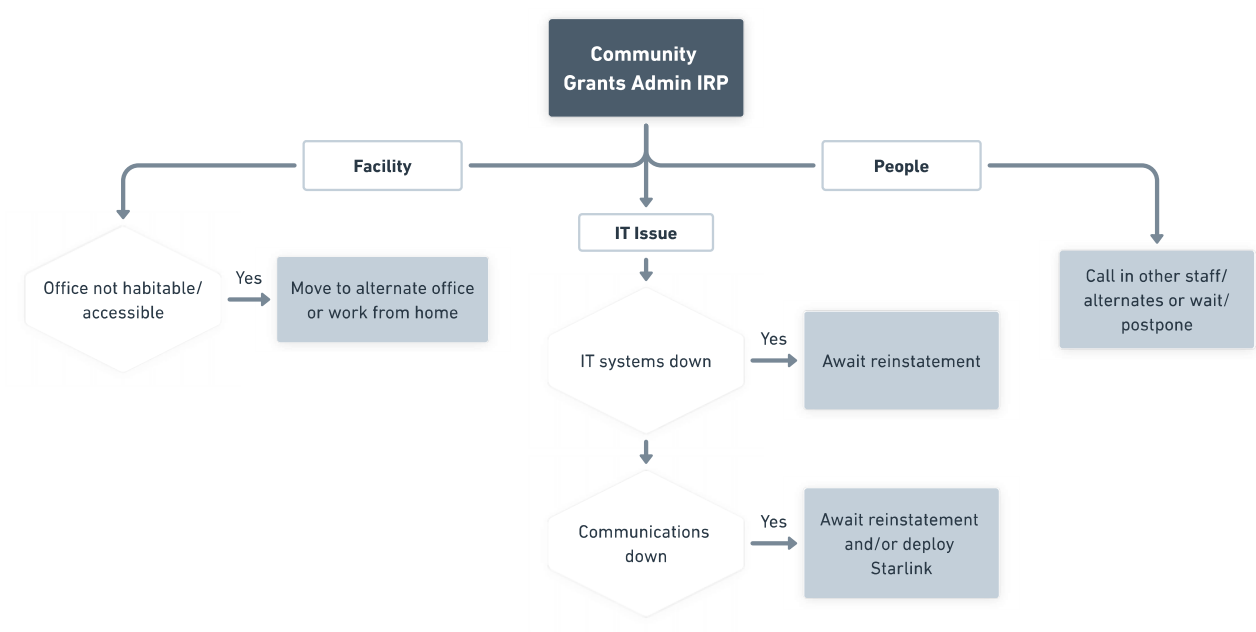 Community
Grants Admin IRP
Facility
People
IT Issue
Office not habitable/
accessible
Yes
Move to alternate office
or work from home
Call in other staff/
alternates or wait/
postpone
IT systems down
Yes
Await reinstatement
Communications
down
Yes
Await reinstatement
and/or deploy
Starlink